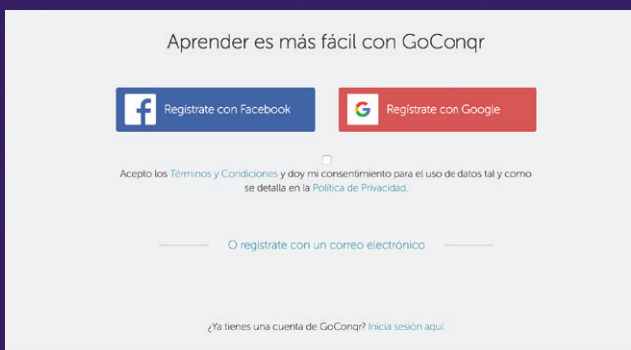 Aprender es más fácil con GoConqr
Regístrate con Facebook
Regístrate con Google
Acepto los Términos y Condiciones y doy mi consentimiento para el uso de datos tal y como
se detalla en la Política de Privacidad.
O regístrate con un correo electrónico
¿Ya tienes una cuenta de GoConqr? Inicia sesión aquí.